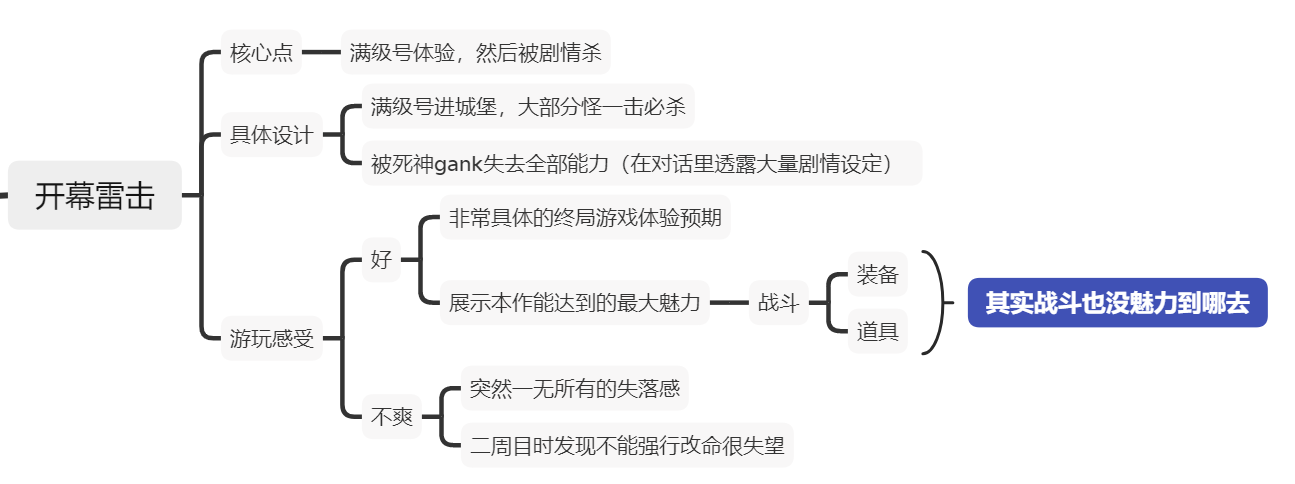 开幕雷击
核心点
满级号体验，然后被剧情杀
具体设计
满级号进城堡，大部分怪一击必杀
被死神gank失去全部能力（在对话里透露大量剧情设定）
游玩感受
好
非常具体的终局游戏体验预期
展示本作能达到的最大魅力
战斗
装备
道具
其实战斗也没魅力到哪去
不爽
突然一无所有的失落感
二周目时发现不能强行改命很失望